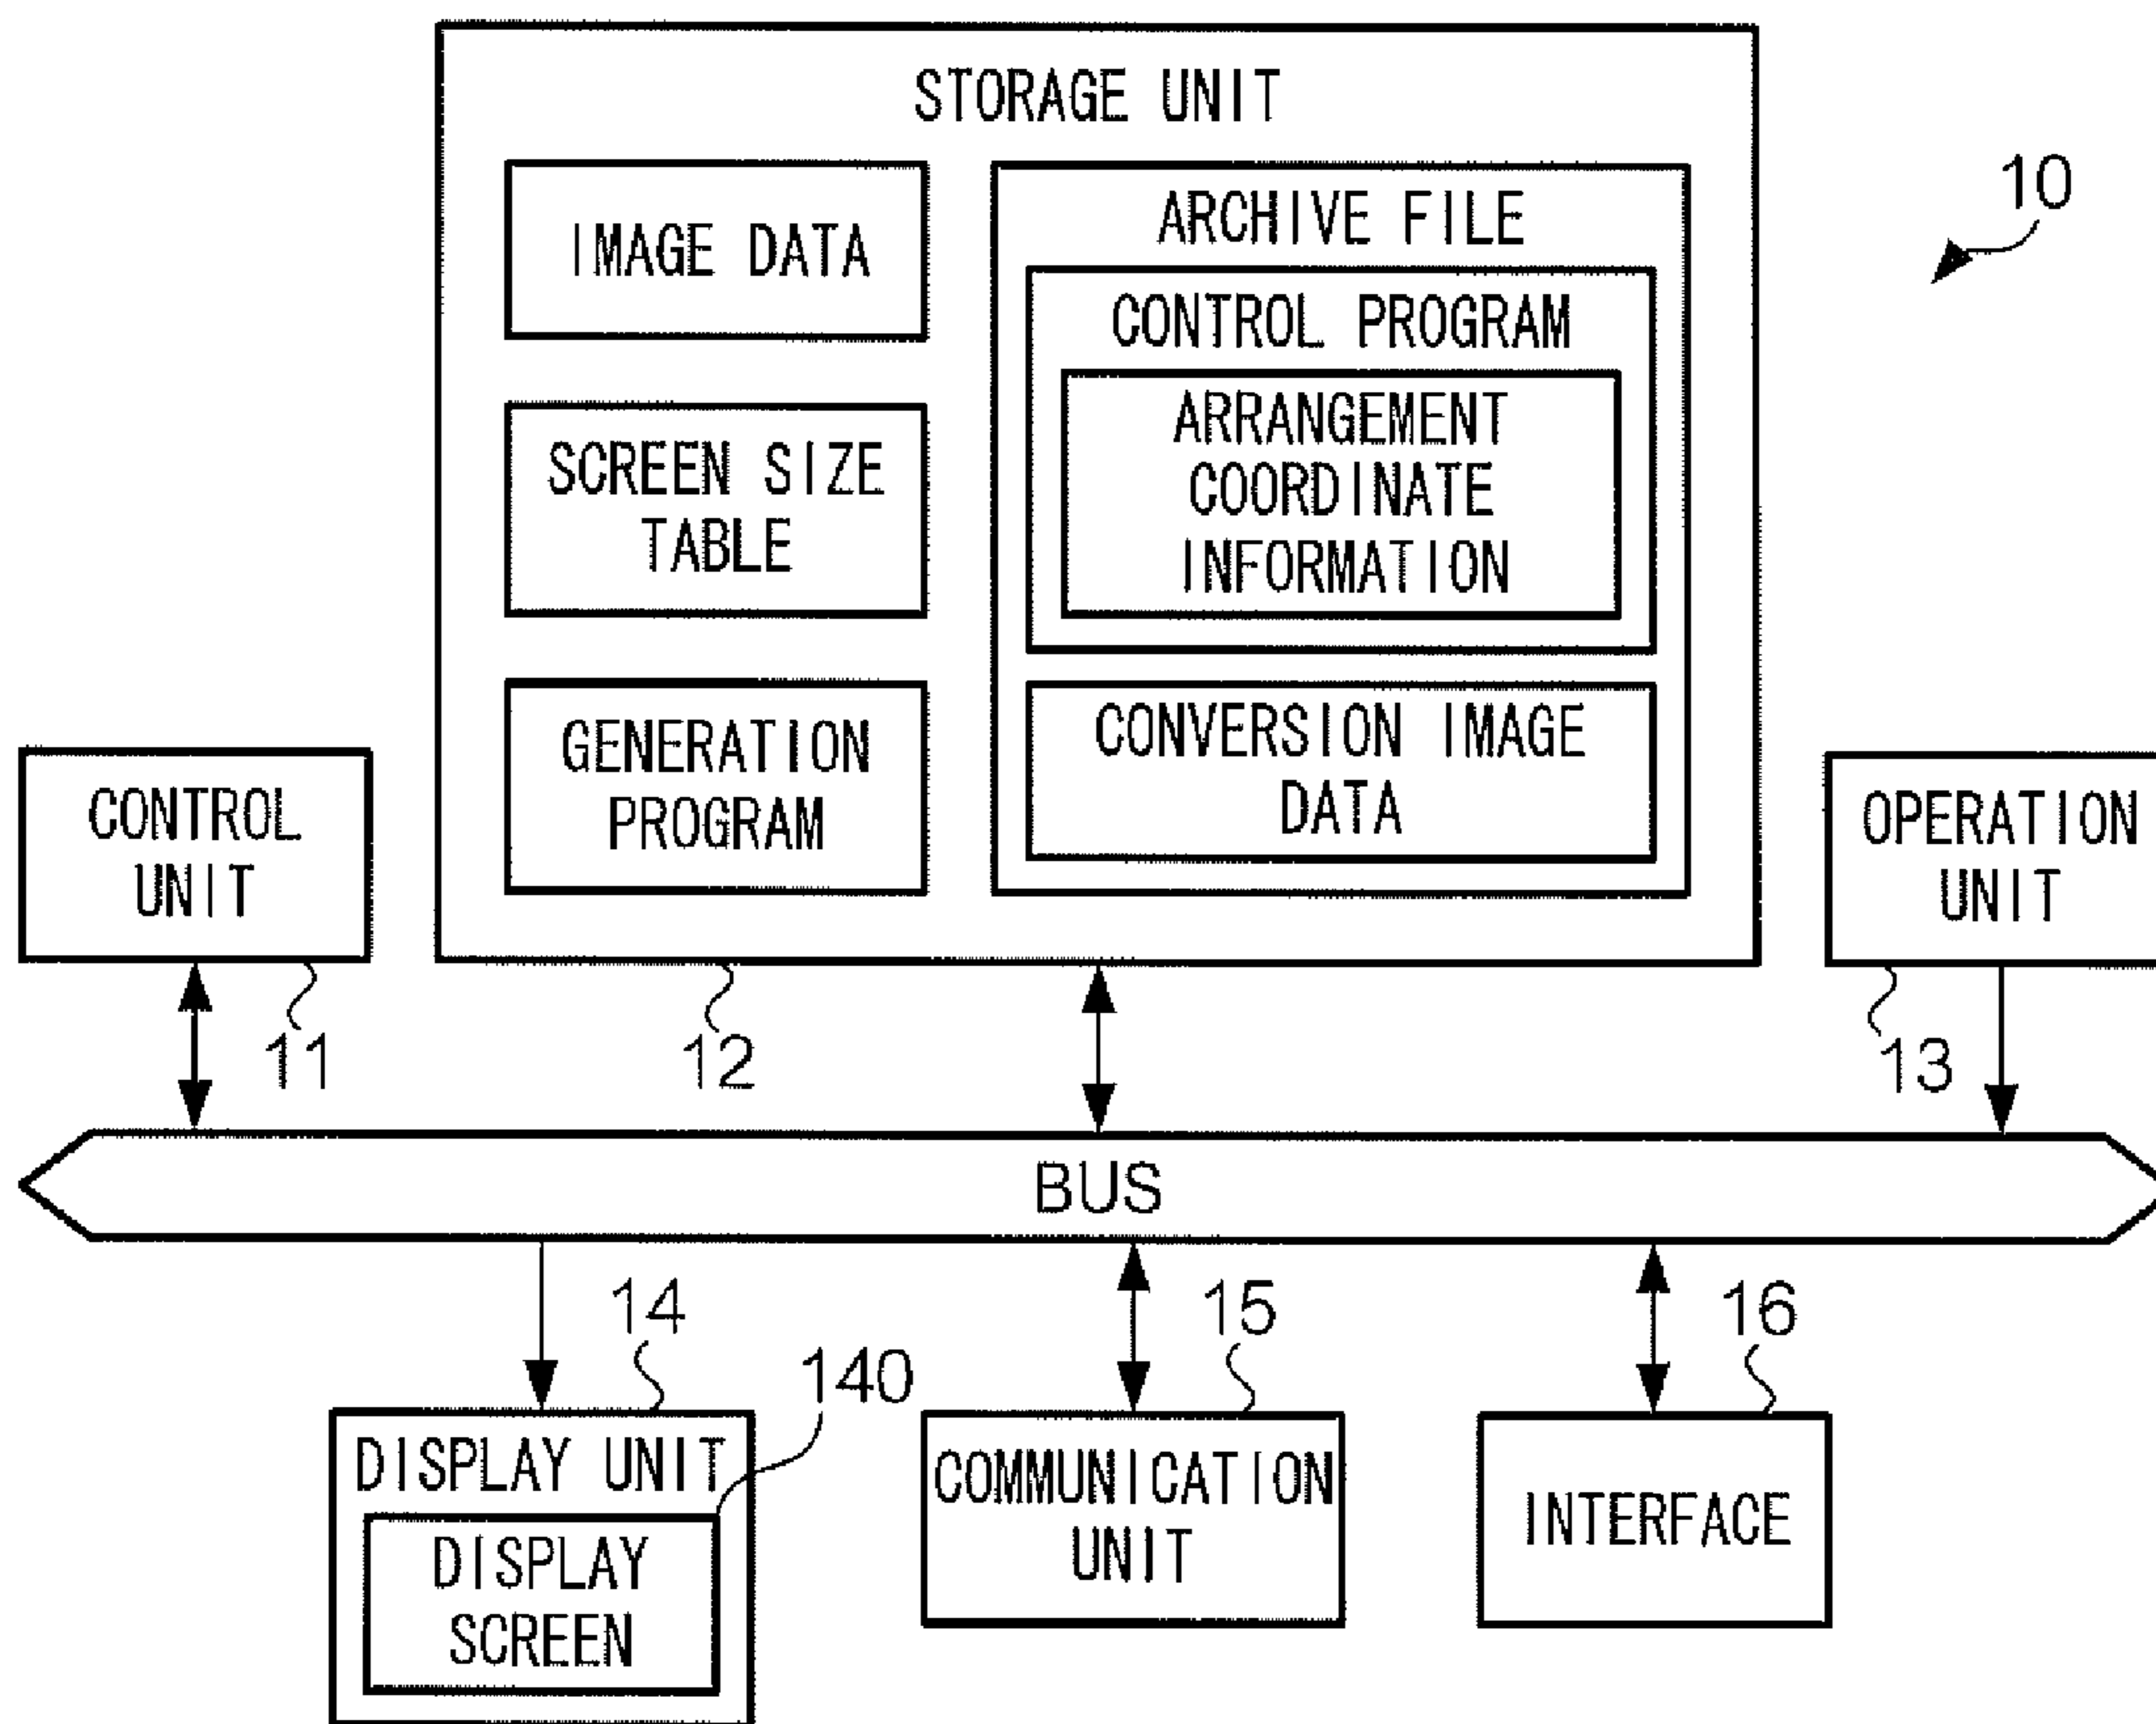 STORAGE UNIT
IMAGE DATA
SCREEN SIZE
TABLE
GENERATION
PROGRAM
ARCHIVE FILE
CONTROL PROGRAM
ARRANGEMENT
COORDINATE
INFORMATION
CONVERSION IMAGE
DATA
10
CONTROL
UNIT
11
12
OPERATION
UNIT
13
BUS
14
140
DISPLAY UNIT
DISPLAY
SCREEN
15
COMMUNICATION
UNIT
16
INTERFACE